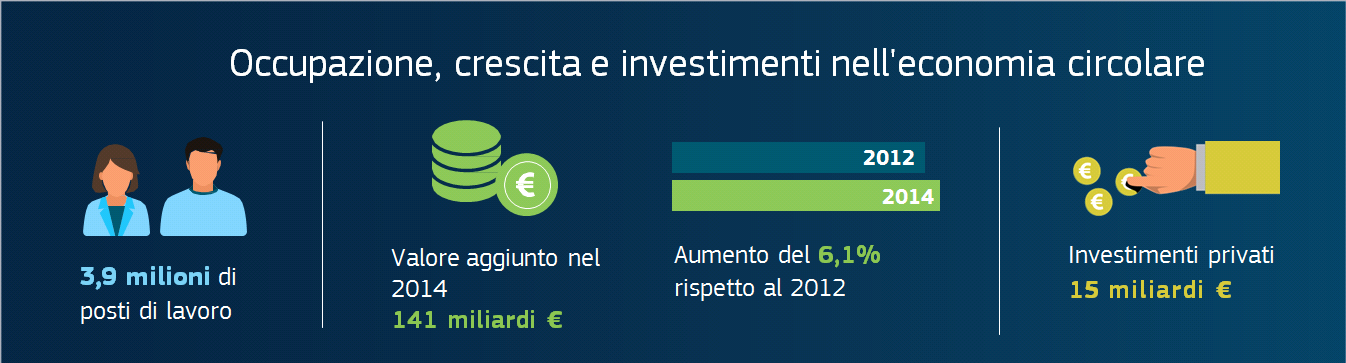 Occupazione, crescita e investimenti nell'economia circolare
3,9 milioni di
posti di lavoro
€
Valore aggiunto nel
2014
141 miliardi €
2012
2014
Aumento del 6,1%
rispetto al 2012
€
€
€
Investimenti privati
15 miliardi €